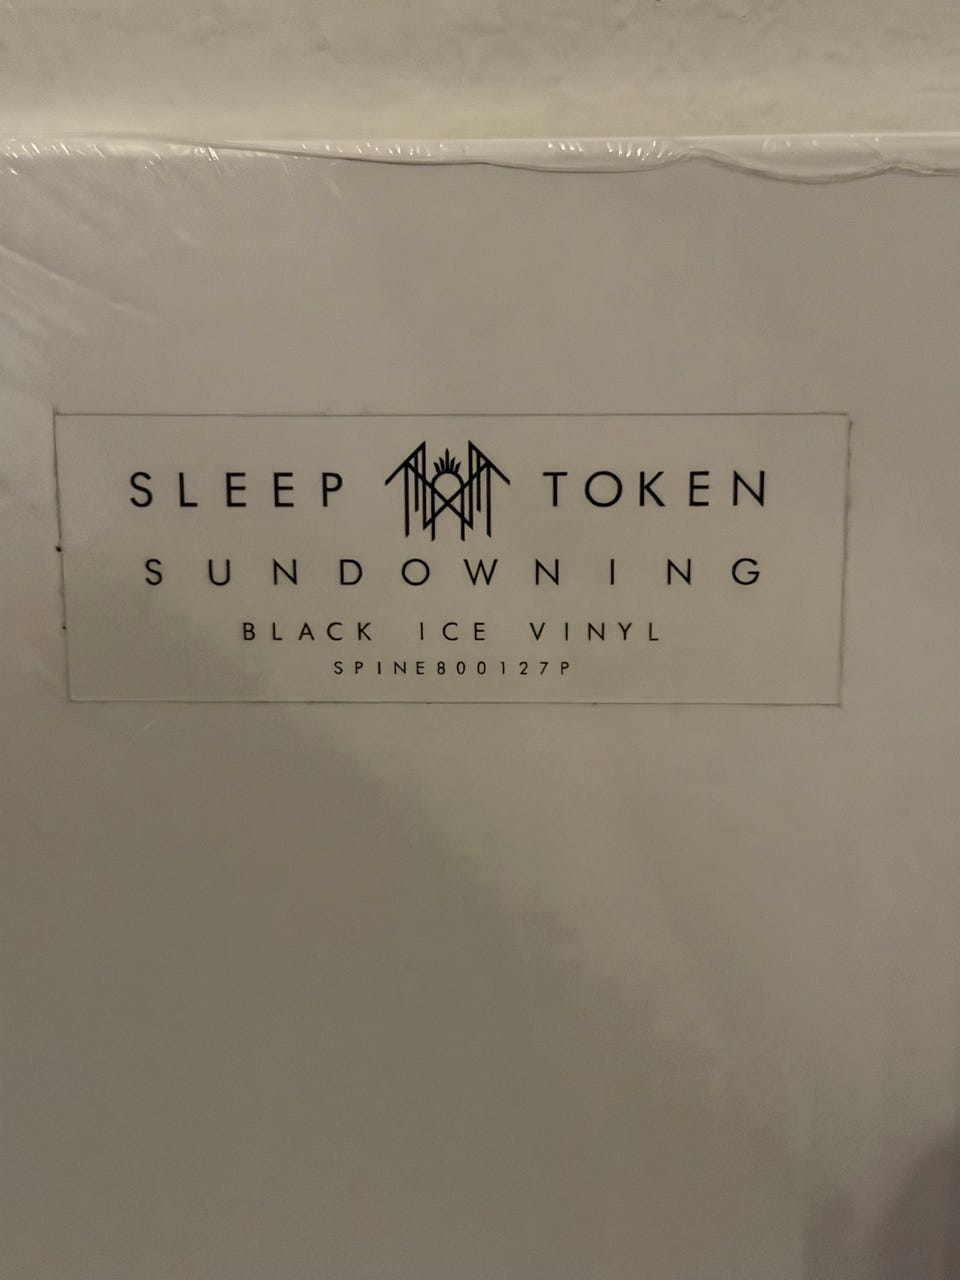 SLEEP TOKEN
SUNDOWNING
BLACK ICE VINYL
SPINE800127P